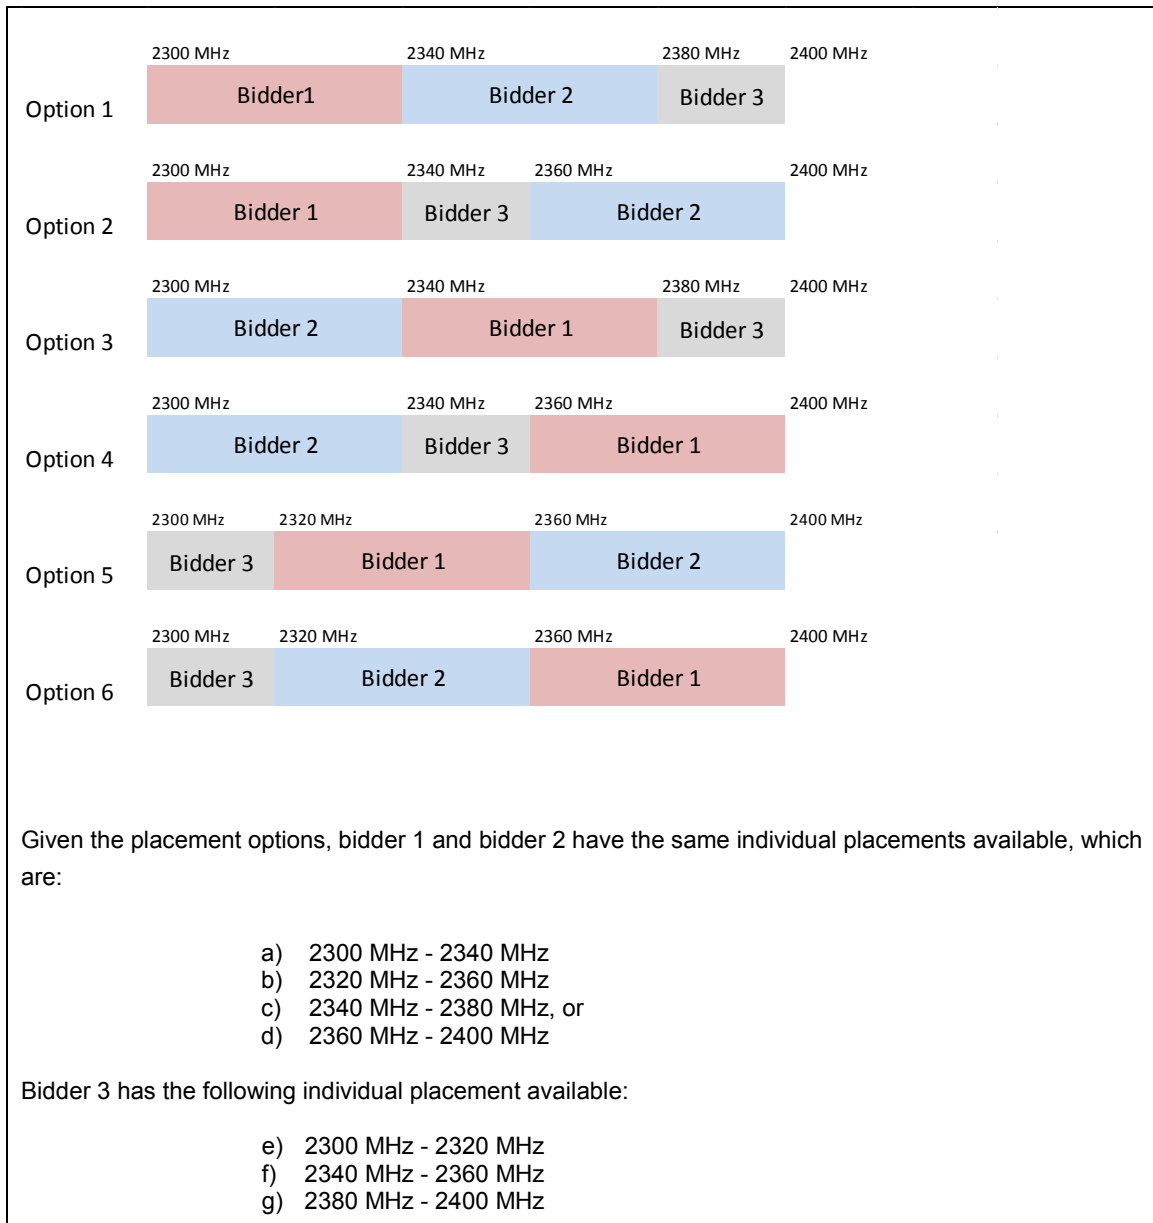 2300 MHz 2340 MHz 2380 MHz 2400 MHz
Option 1 Bidder1 Bidder 2 Bidder 3
2300 MHz 2340 MHz 2360 MHz 2400 MHz
Option 2 Bidder 1 Bidder 3 Bidder 2
2300 MHz 2340 MHz 2380 MHz 2400 MHz
Option 3 Bidder 2 Bidder 1 Bidder 3
2300 MHz 2340 MHz 2360 MHz 2400 MHz
Option 4 Bidder 2 Bidder 3 Bidder 1
2300 MHz 2320 MHz 2360 MHz 2400 MHz
Option 5 Bidder 3 Bidder 1 Bidder 2
2300 MHz 2320 MHz 2360 MHz 2400 MHz
Option 6 Bidder 3 Bidder 2 Bidder 1
Given the placement options, bidder 1 and bidder 2 have the same individual placements available, which
are:
a) 2300 MHz - 2340 MHz
b) 2320 MHz - 2360 MHz
c) 2340 MHz - 2380 MHz, or
d) 2360 MHz - 2400 MHz
Bidder 3 has the following individual placement available:
e) 2300 MHz - 2320 MHz
f) 2340 MHz - 2360 MHz
g) 2380 MHz - 2400 MHz